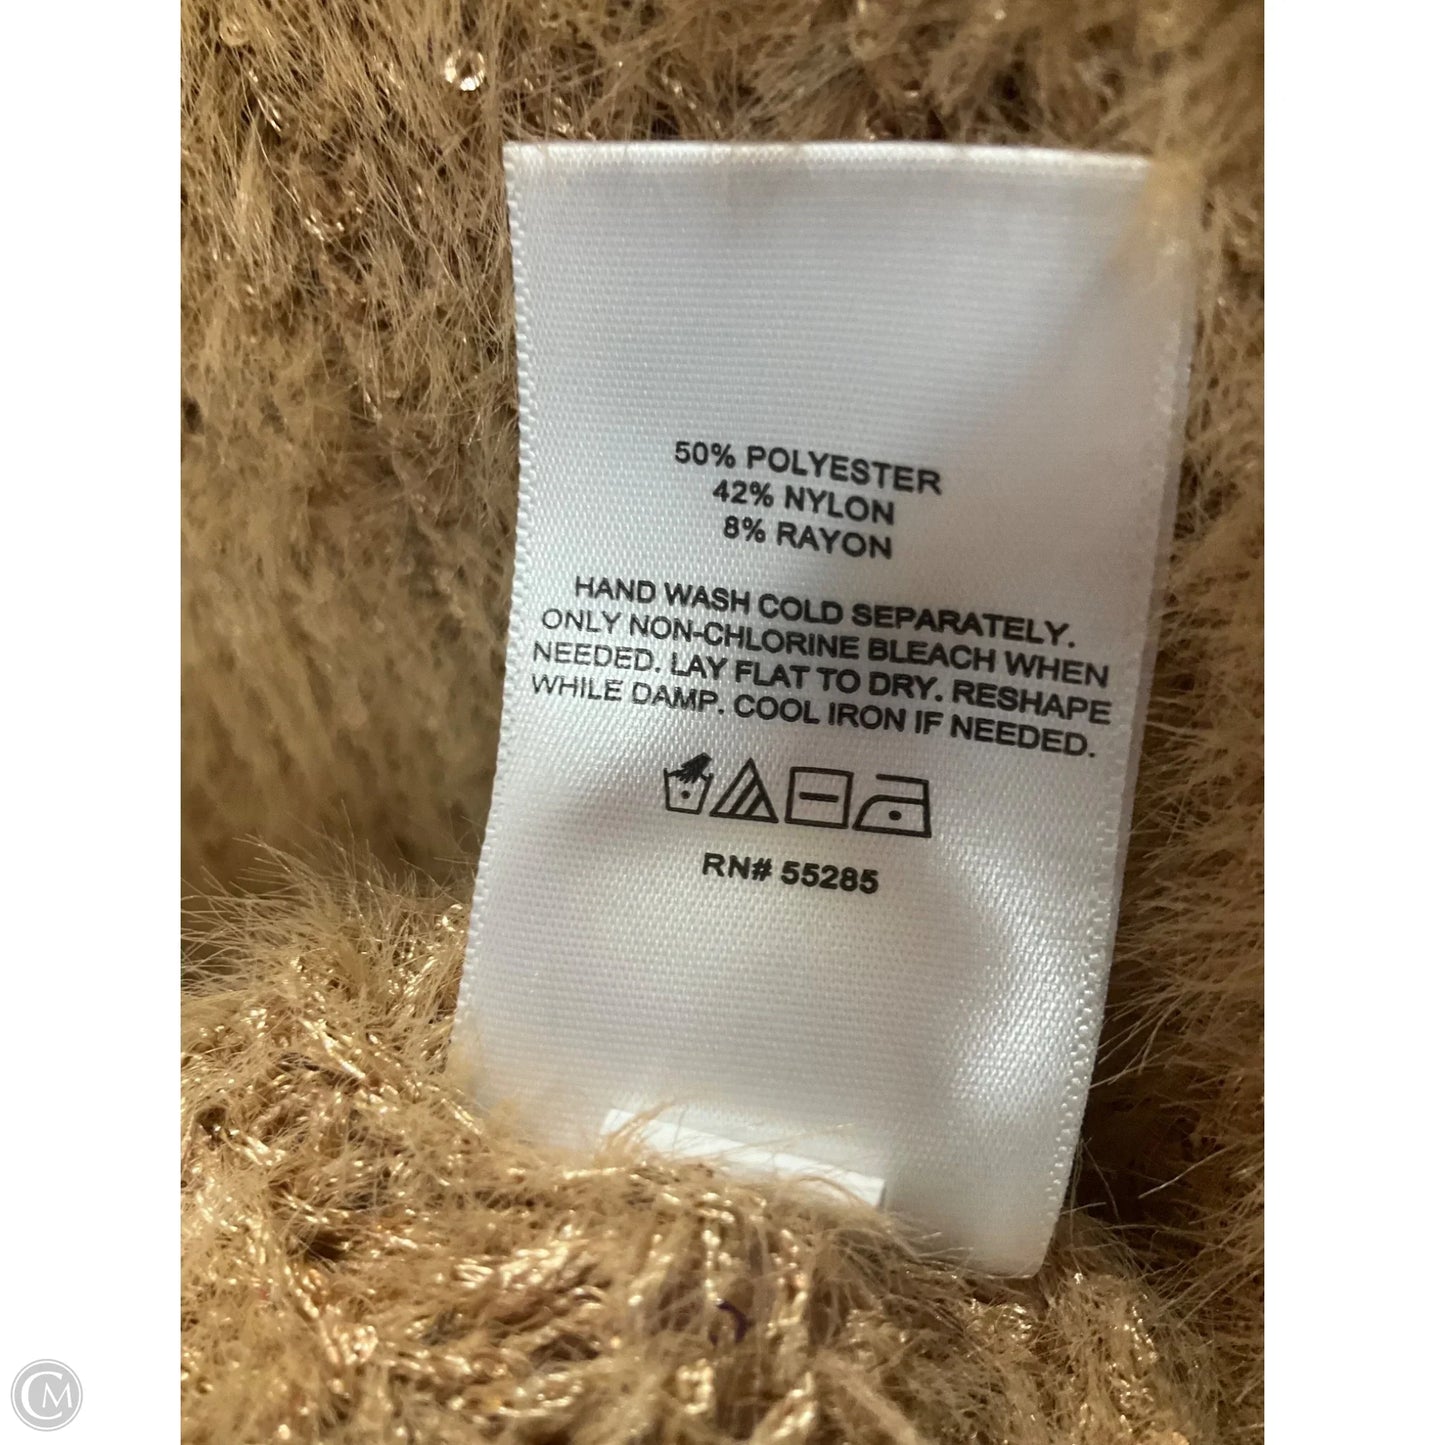 50% POLYESTER
42% NYLON
8% RAYON
HAND WASH COLD SEPARATELY.
ONLY NON-CHLORINE BLEACH WHEN
NEEDED. LAY FLAT TO DRY. RESHAPE
WHILE DAMP. COOL IRON IF NEEDED.
RN# 55285
CM